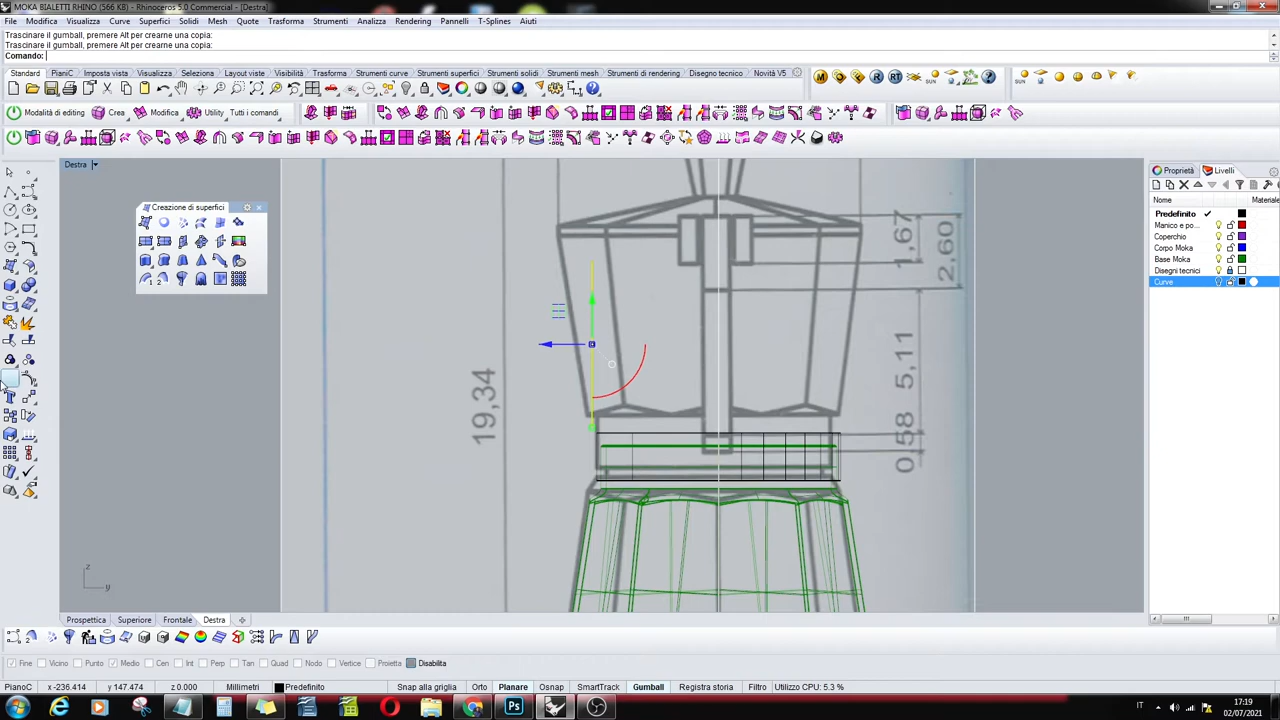 MOKA BIALETTI RHINO (566 KB) - Rhinoceros 5.0 Commercial - [Destra]
File Modifica Visualizza Curve Superfici Solidi Mesh Quote Trasforma Strumenti Analizza Rendering Pannelli T-Splines Aiuti
Trascinare il gumball, premere Alt per crearne una copia:
Trascinare il gumball, premere Alt per crearne una copia:
Comando:
Standard PianiC Imposta vista Visualizza Selezione Layout viste Visibilità Trasforma Strumenti curve Strumenti superfici Strumenti solidi Strumenti mesh Strumenti di rendering Disegno tecnico Novità V5
Modalità di editing Crea Modifica Utility Tutti i comandi
Destra
Creazione di superfici
Proprietà Livelli
Nome Materiale
Predefinito
Manico e po...
Coperchio
Corpo Moka
Base Moka
Disegni tecnici
Curve
1,67
2,60
19,34
5,11
0,58
z
y
Prospettica Superiore Frontale Destra
Fine Vicino Punto Medio Cen Int Perp Tan Quad Nodo Vertice Proietta Disabilita
PianoC x -236.414 y 147.474 z 0.000 Millimetri Predefinito Snap alla griglia Orto Planare Osnap SmartTrack Gumball Registra storia Filtro Utilizzo CPU: 5.3 %
IT 17:19
02/07/2021